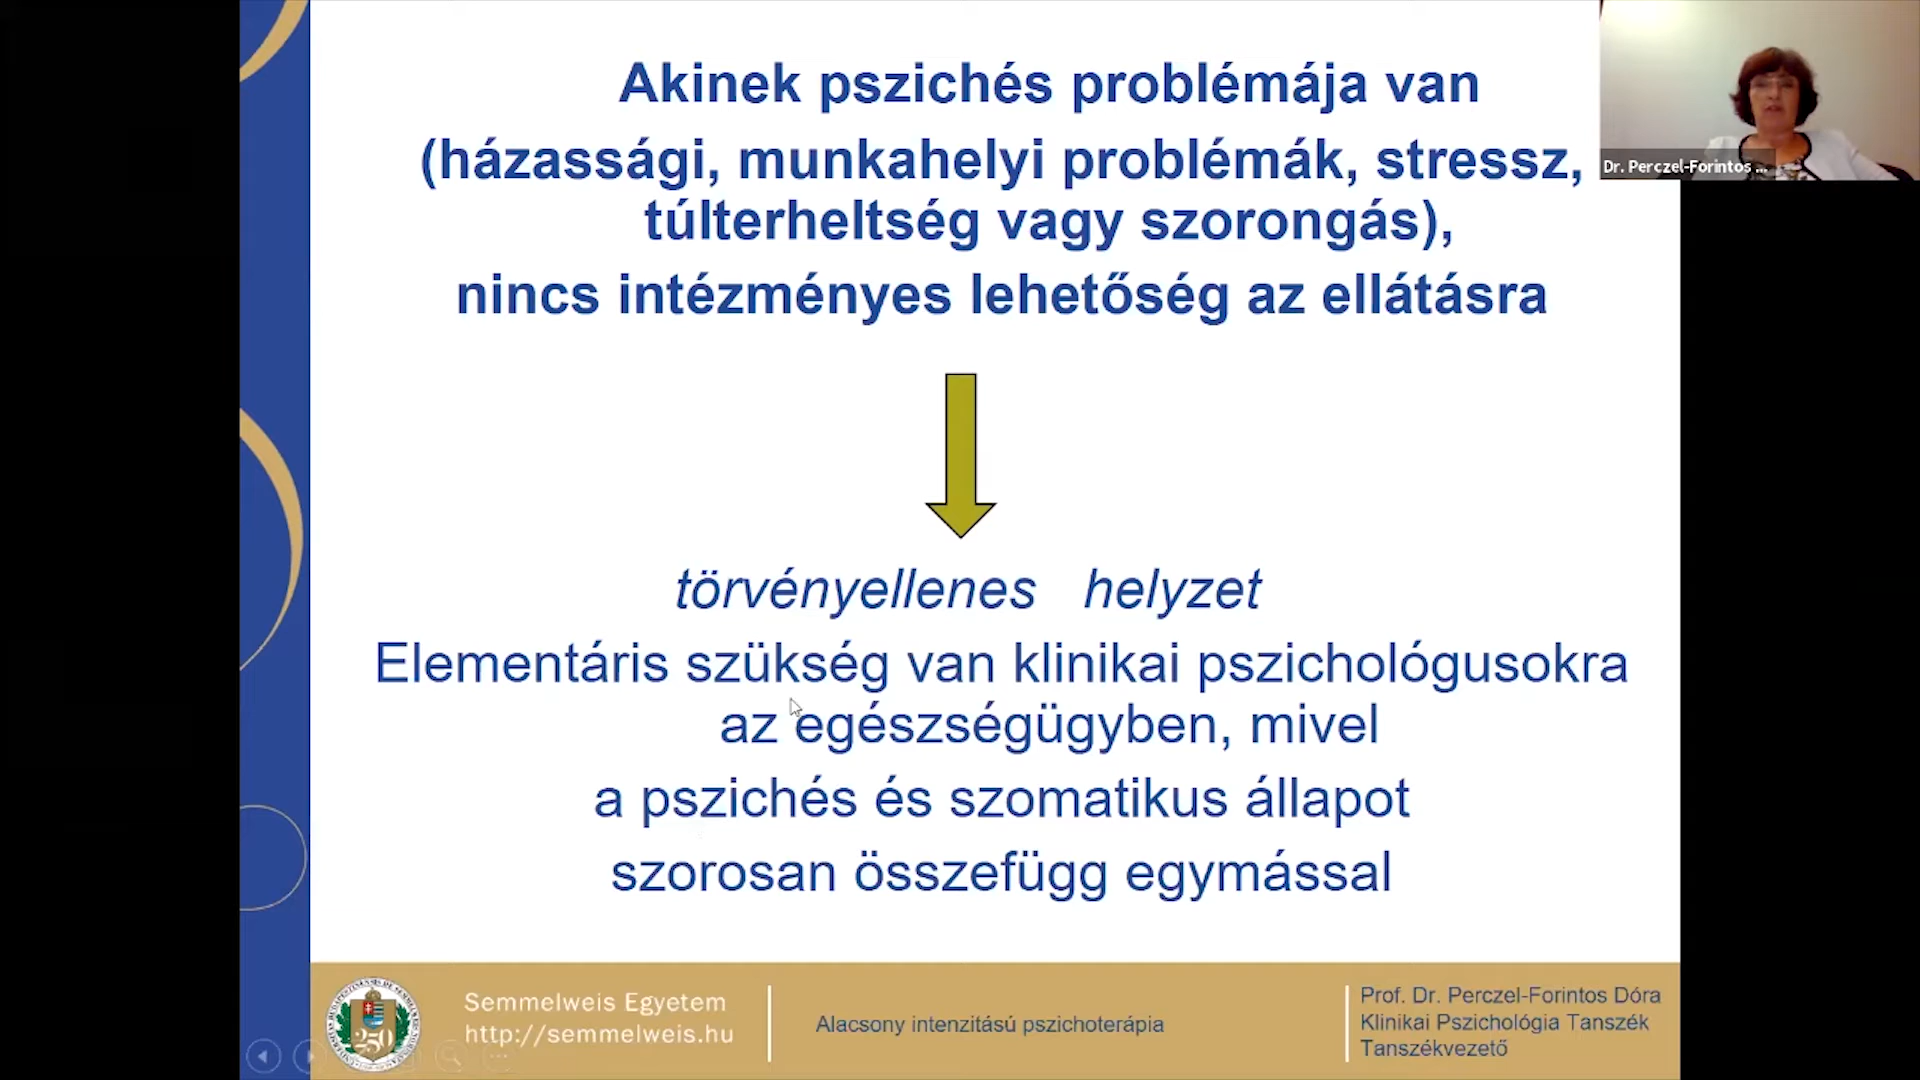 Akinek pszichés problémája van
(házassági, munkahelyi problémák, stressz,
túlterheltség vagy szorongás),
nincs intézményes lehetőség az ellátásra
Dr. Perczel-Forintos ...
törvényellenes helyzet
Elementáris szükség van klinikai pszichológusokra
az egészségügyben, mivel
a pszichés és szomatikus állapot
szorosan összefügg egymással
250
Semmelweis Egyetem
http://semmelweis.hu
Alacsony intenzitású pszichoterápia
Prof. Dr. Perczel-Forintos Dóra
Klinikai Pszichológia Tanszék
Tanszékvezető